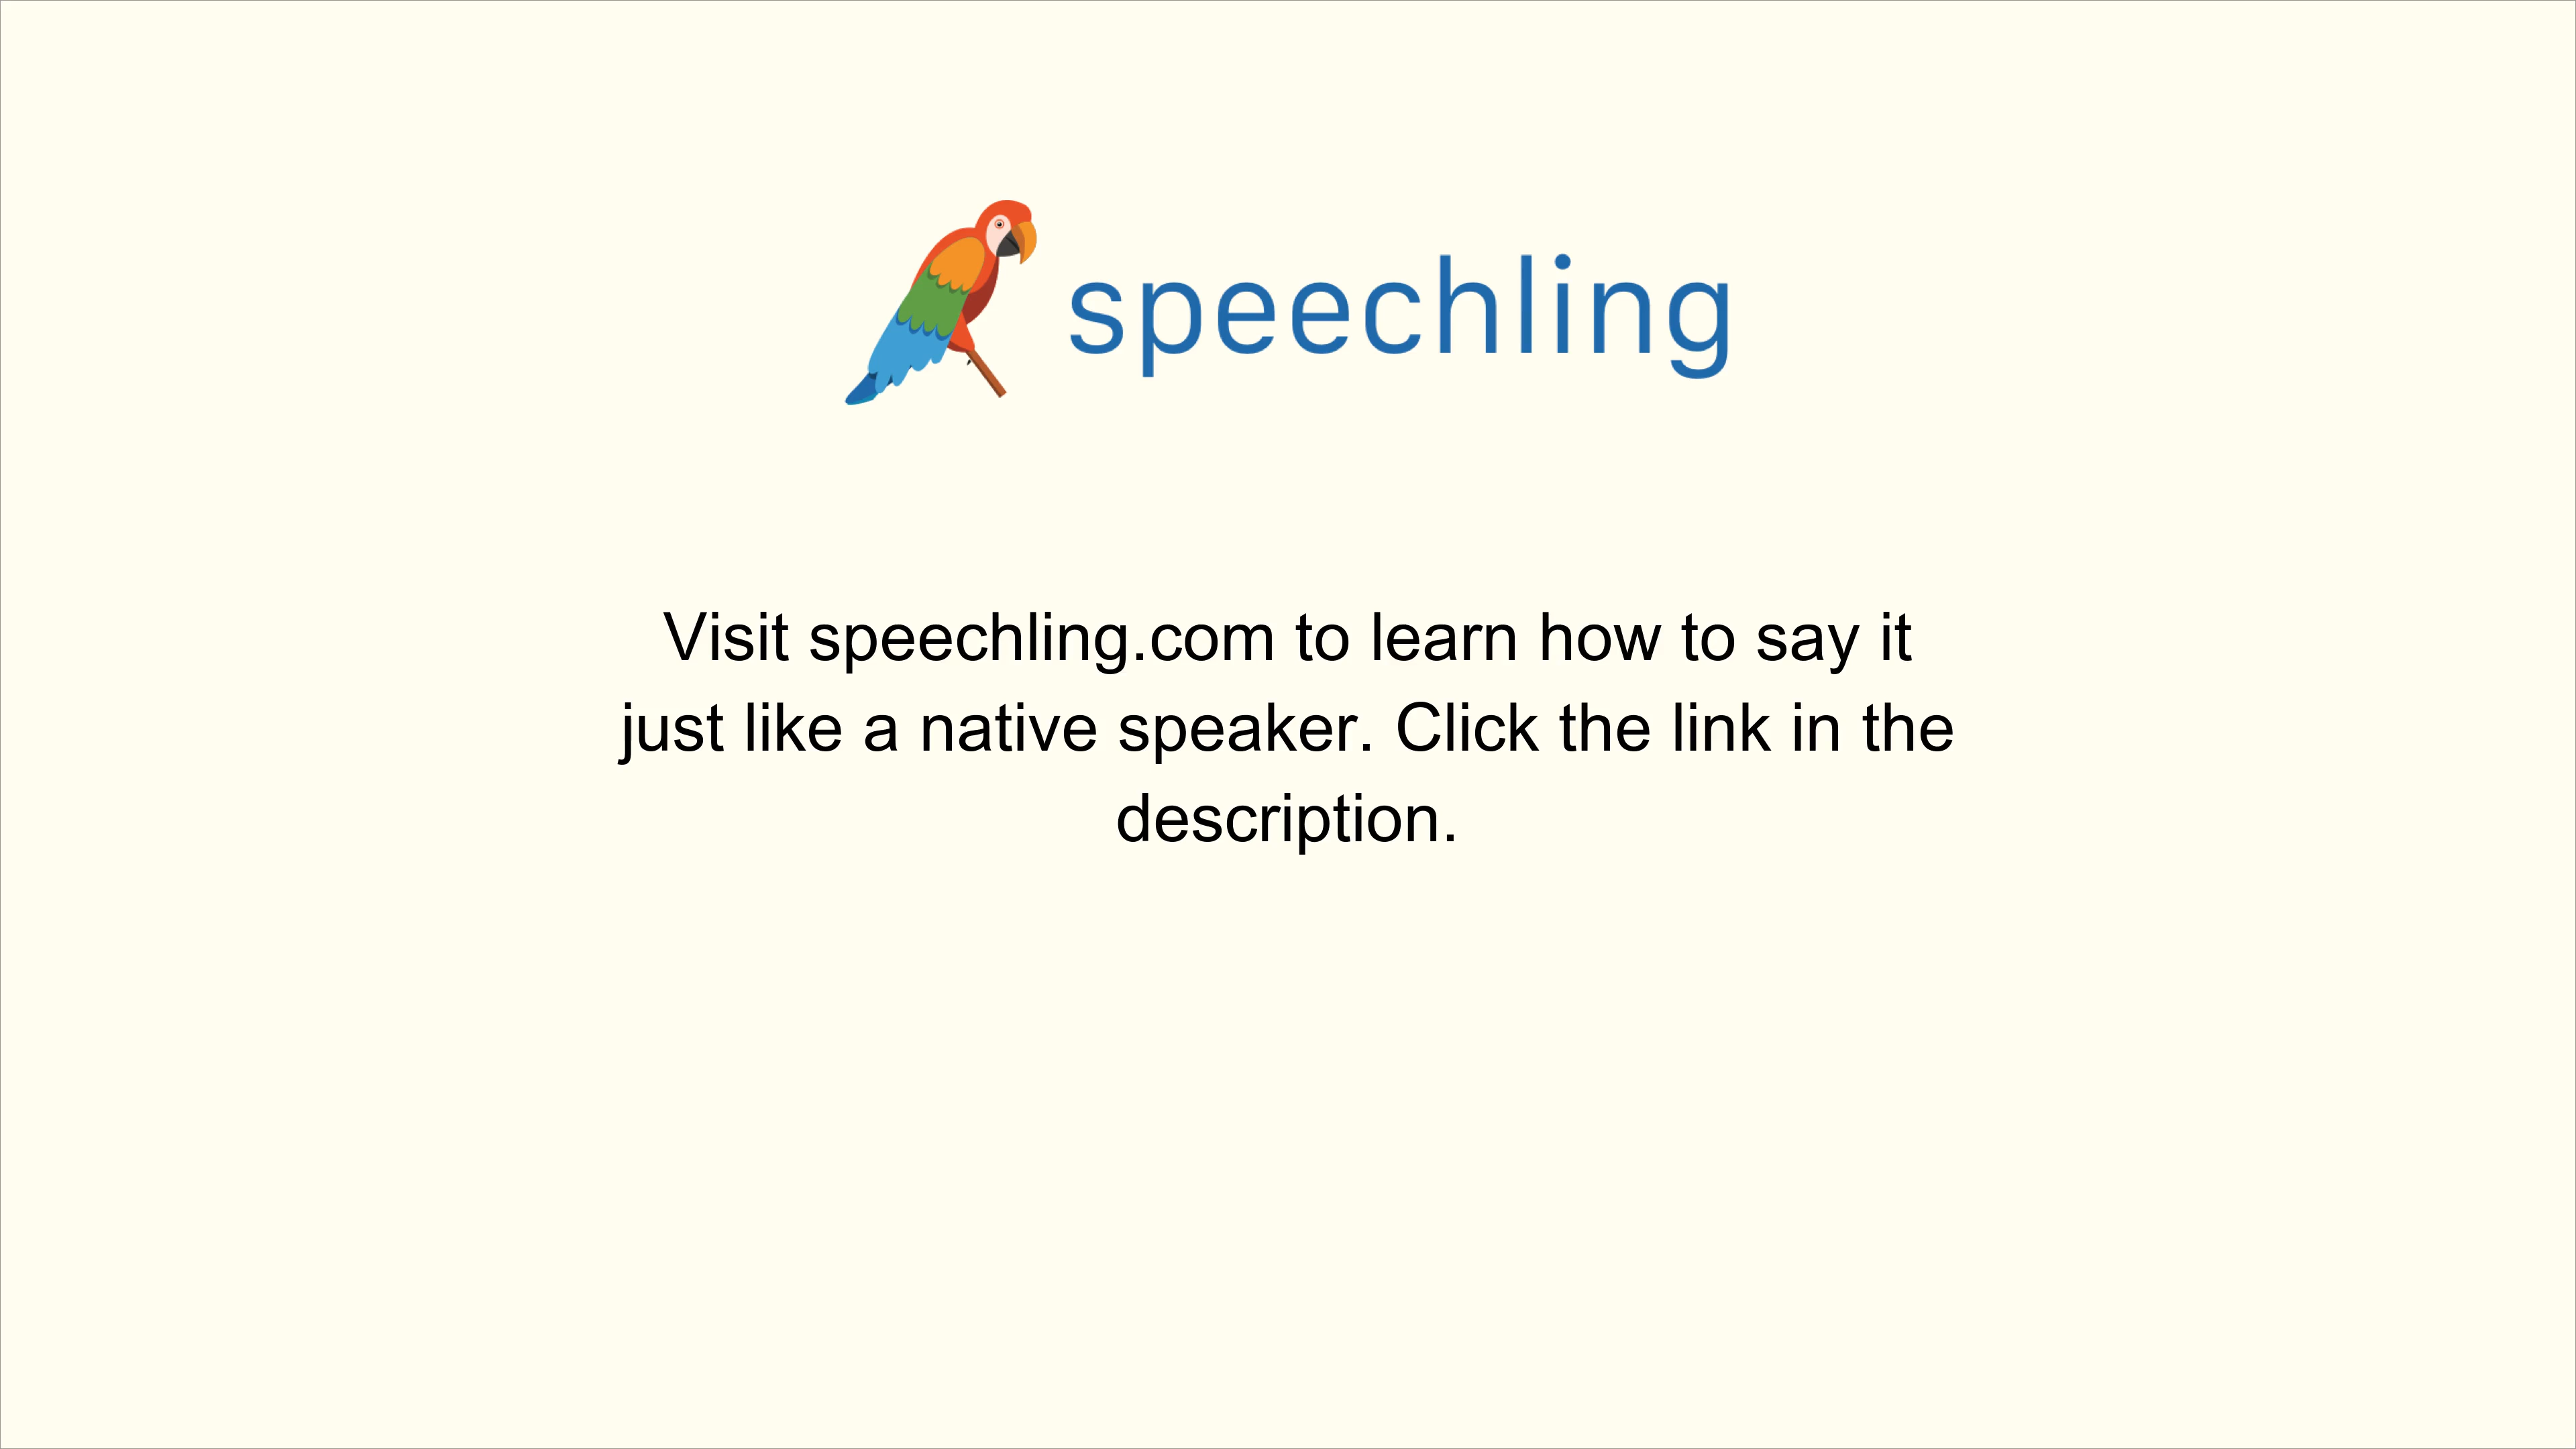 speechling
Visit speechling.com to learn how to say it
just like a native speaker. Click the link in the
description.